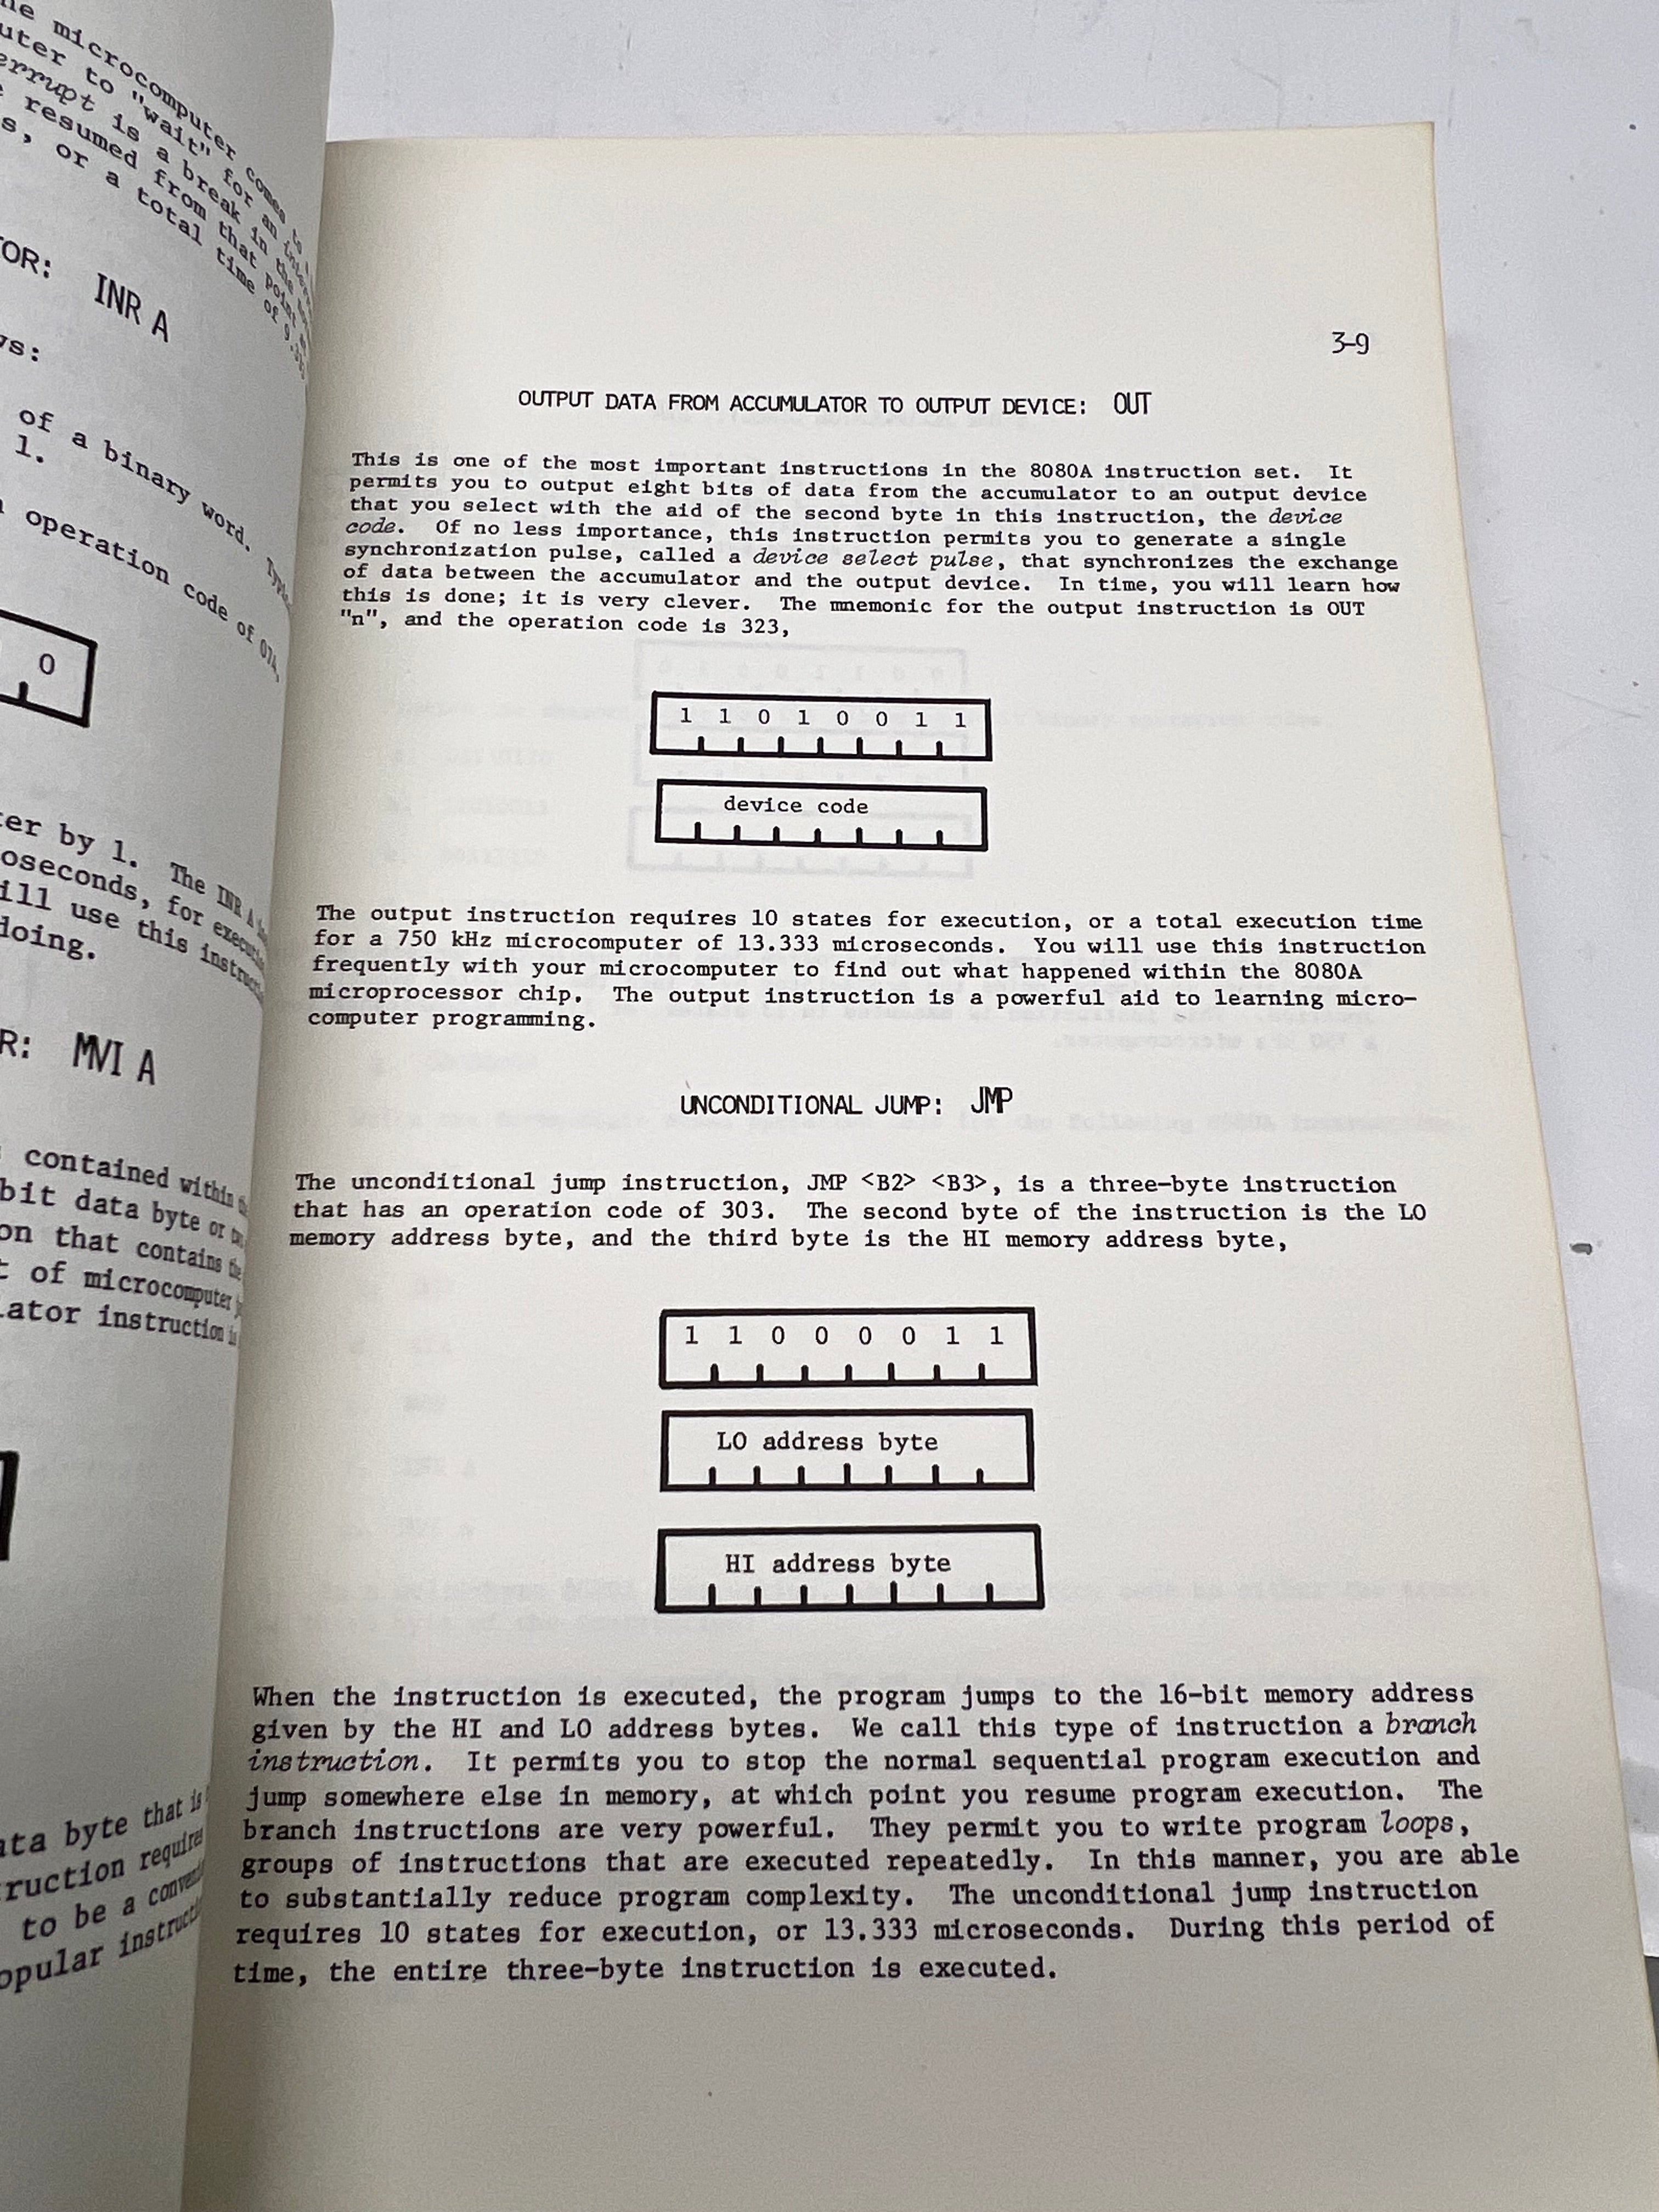 he microcomputer comes to
uter to "wait" for an
errupt is a break in the
resumed from that point
s, or a total time of 9.
OR: INR A
ws:
of a binary word.
1.
operation code of 074,
0
ter by 1. The INR A
oseconds, for
ill use this
doing.
R: MVI A
contained within
bit data byte or
on that contains the
t of microcomputer
lator instruction
ata byte that is
ruction requires
to be a
opular
3-9
OUTPUT DATA FROM ACCUMULATOR TO OUTPUT DEVICE: OUT
This is one of the most important instructions in the 8080A instruction set. It
permits you to output eight bits of data from the accumulator to an output device
that you select with the aid of the second byte in this instruction, the device
code. Of no less importance, this instruction permits you to generate a single
synchronization pulse, called a device select pulse, that synchronizes the exchange
of data between the accumulator and the output device. In time, you will learn how
this is done; it is very clever. The mnemonic for the output instruction is OUT
"n", and the operation code is 323,
1 1 0 1 0 0 1 1
device code
The output instruction requires 10 states for execution, or a total execution time
for a 750 kHz microcomputer of 13.333 microseconds. You will use this instruction
frequently with your microcomputer to find out what happened within the 8080A
microprocessor chip. The output instruction is a powerful aid to learning micro-
computer programming.
UNCONDITIONAL JUMP: JMP
The unconditional jump instruction, JMP <B2> <B3>, is a three-byte instruction
that has an operation code of 303. The second byte of the instruction is the LO
memory address byte, and the third byte is the HI memory address byte,
1 1 0 0 0 0 1 1
LO address byte
HI address byte
When the instruction is executed, the program jumps to the 16-bit memory address
given by the HI and LO address bytes. We call this type of instruction a branch
instruction. It permits you to stop the normal sequential program execution and
jump somewhere else in memory, at which point you resume program execution. The
branch instructions are very powerful. They permit you to write program loops,
groups of instructions that are executed repeatedly. In this manner, you are able
to substantially reduce program complexity. The unconditional jump instruction
requires 10 states for execution, or 13.333 microseconds. During this period of
time, the entire three-byte instruction is executed.